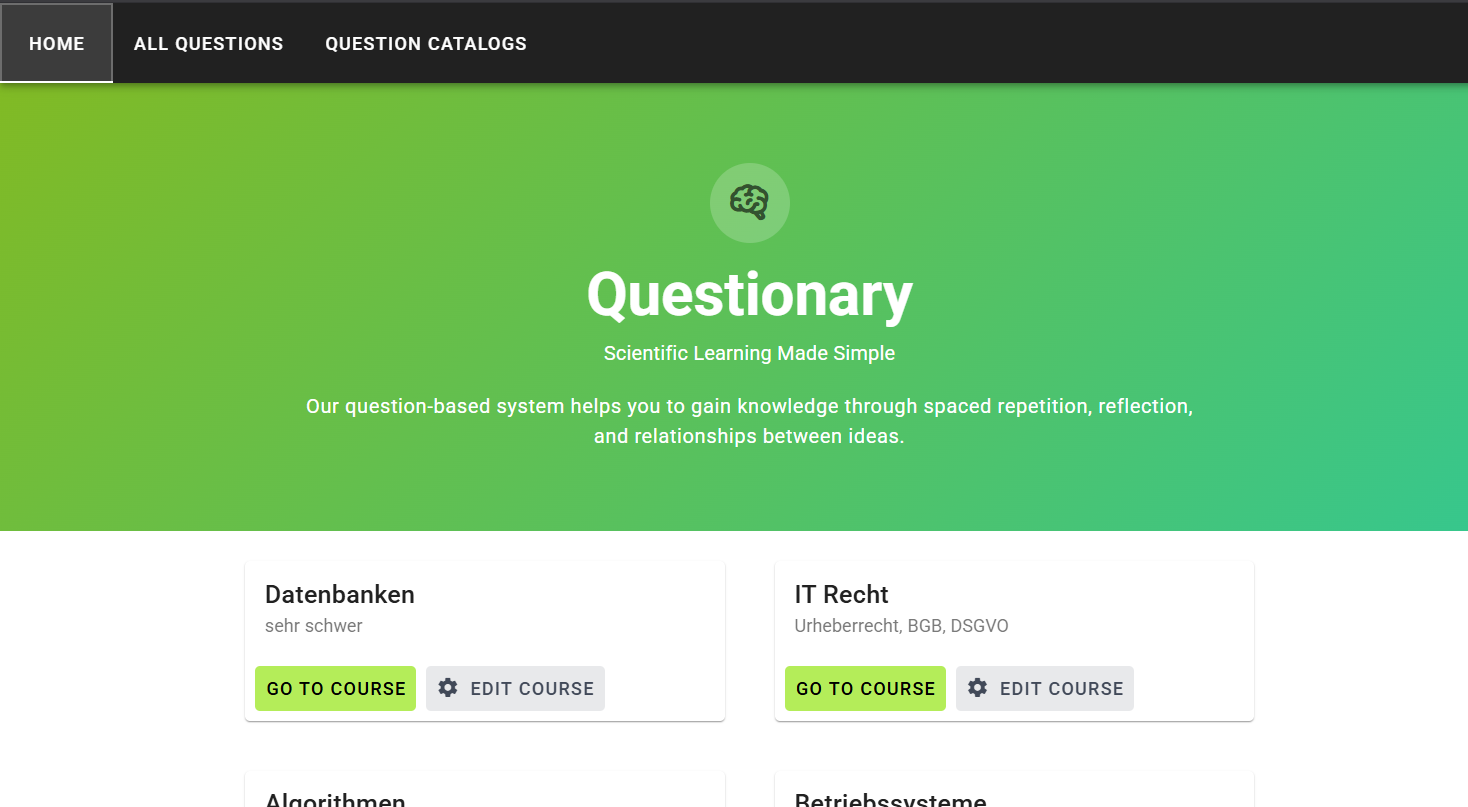 HOME ALL QUESTIONS QUESTION CATALOGS
Questionary
Scientific Learning Made Simple
Our question-based system helps you to gain knowledge through spaced repetition, reflection,
and relationships between ideas.
Datenbanken
sehr schwer
GO TO COURSE EDIT COURSE
IT Recht
Urheberrecht, BGB, DSGVO
GO TO COURSE EDIT COURSE
Algorithmen
Betriebssysteme